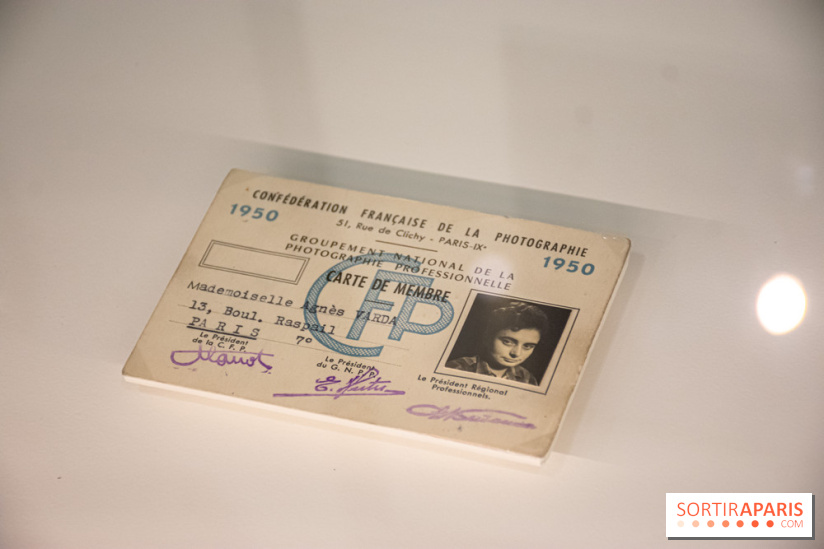 CONFÉDÉRATION FRANÇAISE DE LA PHOTOGRAPHIE
1950
51, Rue de Clichy - PARIS-IXe
1950
GROUPEMENT NATIONAL DE LA
PHOTOGRAPHIE PROFESSIONNELLE
CFP
CARTE DE MEMBRE
Mademoiselle Agnès VARDA
13, Boul. Raspail
PARIS 7°
Le Président
de la C. F. P.
Le Président
du G. N. P. P.
Le Président Régional
Professionnels.
SORTIRAPARIS
.COM